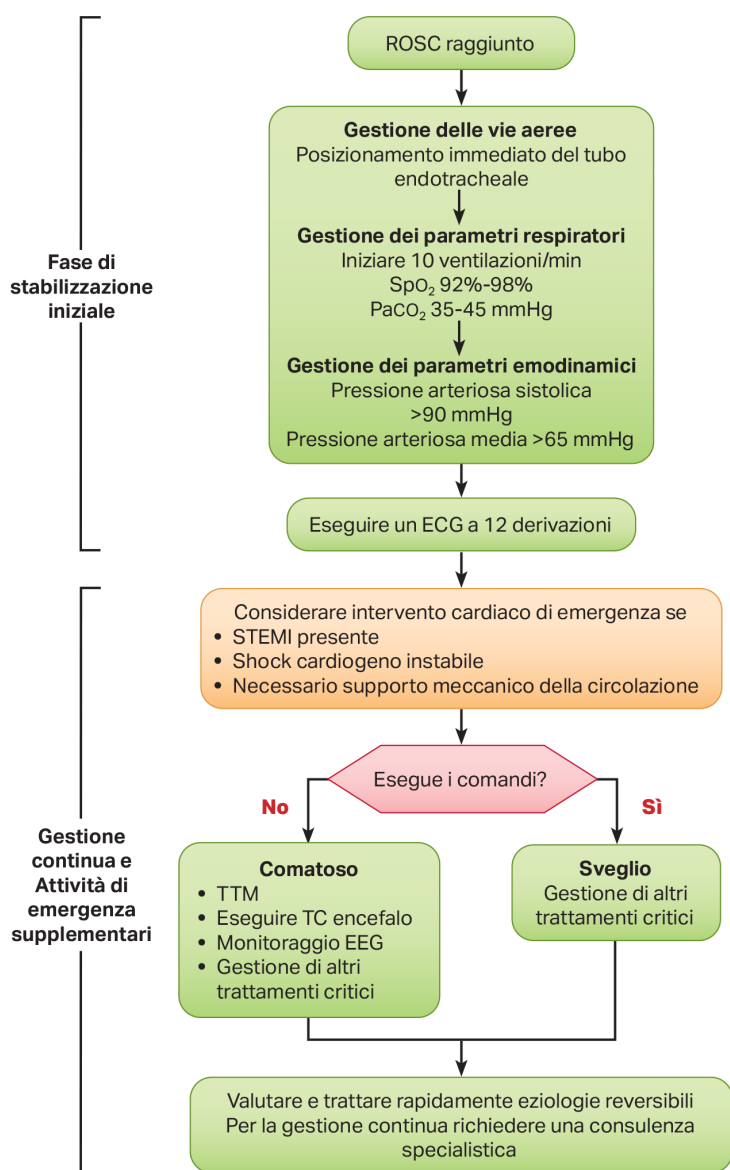 ROSC raggiunto
Gestione delle vie aeree
Posizionamento immediato del tubo
endotracheale
Gestione dei parametri respiratori
Iniziare 10 ventilazioni/min
SpO₂ 92%-98%
PaCO₂ 35-45 mmHg
Gestione dei parametri emodinamici
Pressione arteriosa sistolica
>90 mmHg
Pressione arteriosa media >65 mmHg
Eseguire un ECG a 12 derivazioni
Fase di
stabilizzazione
iniziale
Considerare intervento cardiaco di emergenza se
• STEMI presente
• Shock cardiogeno instabile
• Necessario supporto meccanico della circolazione
Esegue i comandi?
No
Sì
Comatoso
• TTM
• Eseguire TC encefalo
• Monitoraggio EEG
• Gestione di altri
trattamenti critici
Sveglio
Gestione di altri
trattamenti critici
Gestione
continua e
Attività di
emergenza
supplementari
Valutare e trattare rapidamente eziologie reversibili
Per la gestione continua richiedere una consulenza
specialistica